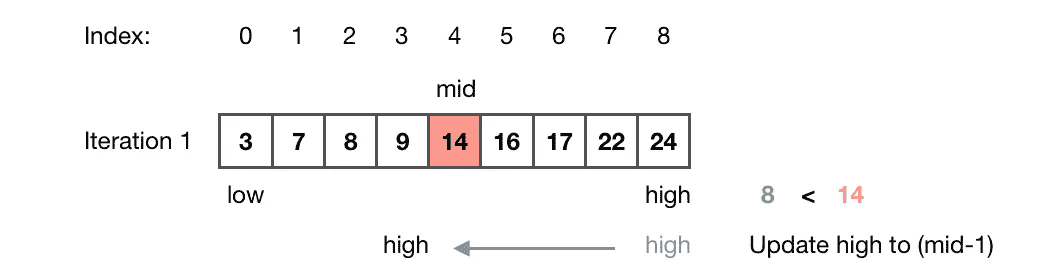 Index: 0 1 2 3 4 5 6 7 8
mid
Iteration 1 3 7 8 9 14 16 17 22 24
low high 8 < 14
high high Update high to (mid-1)